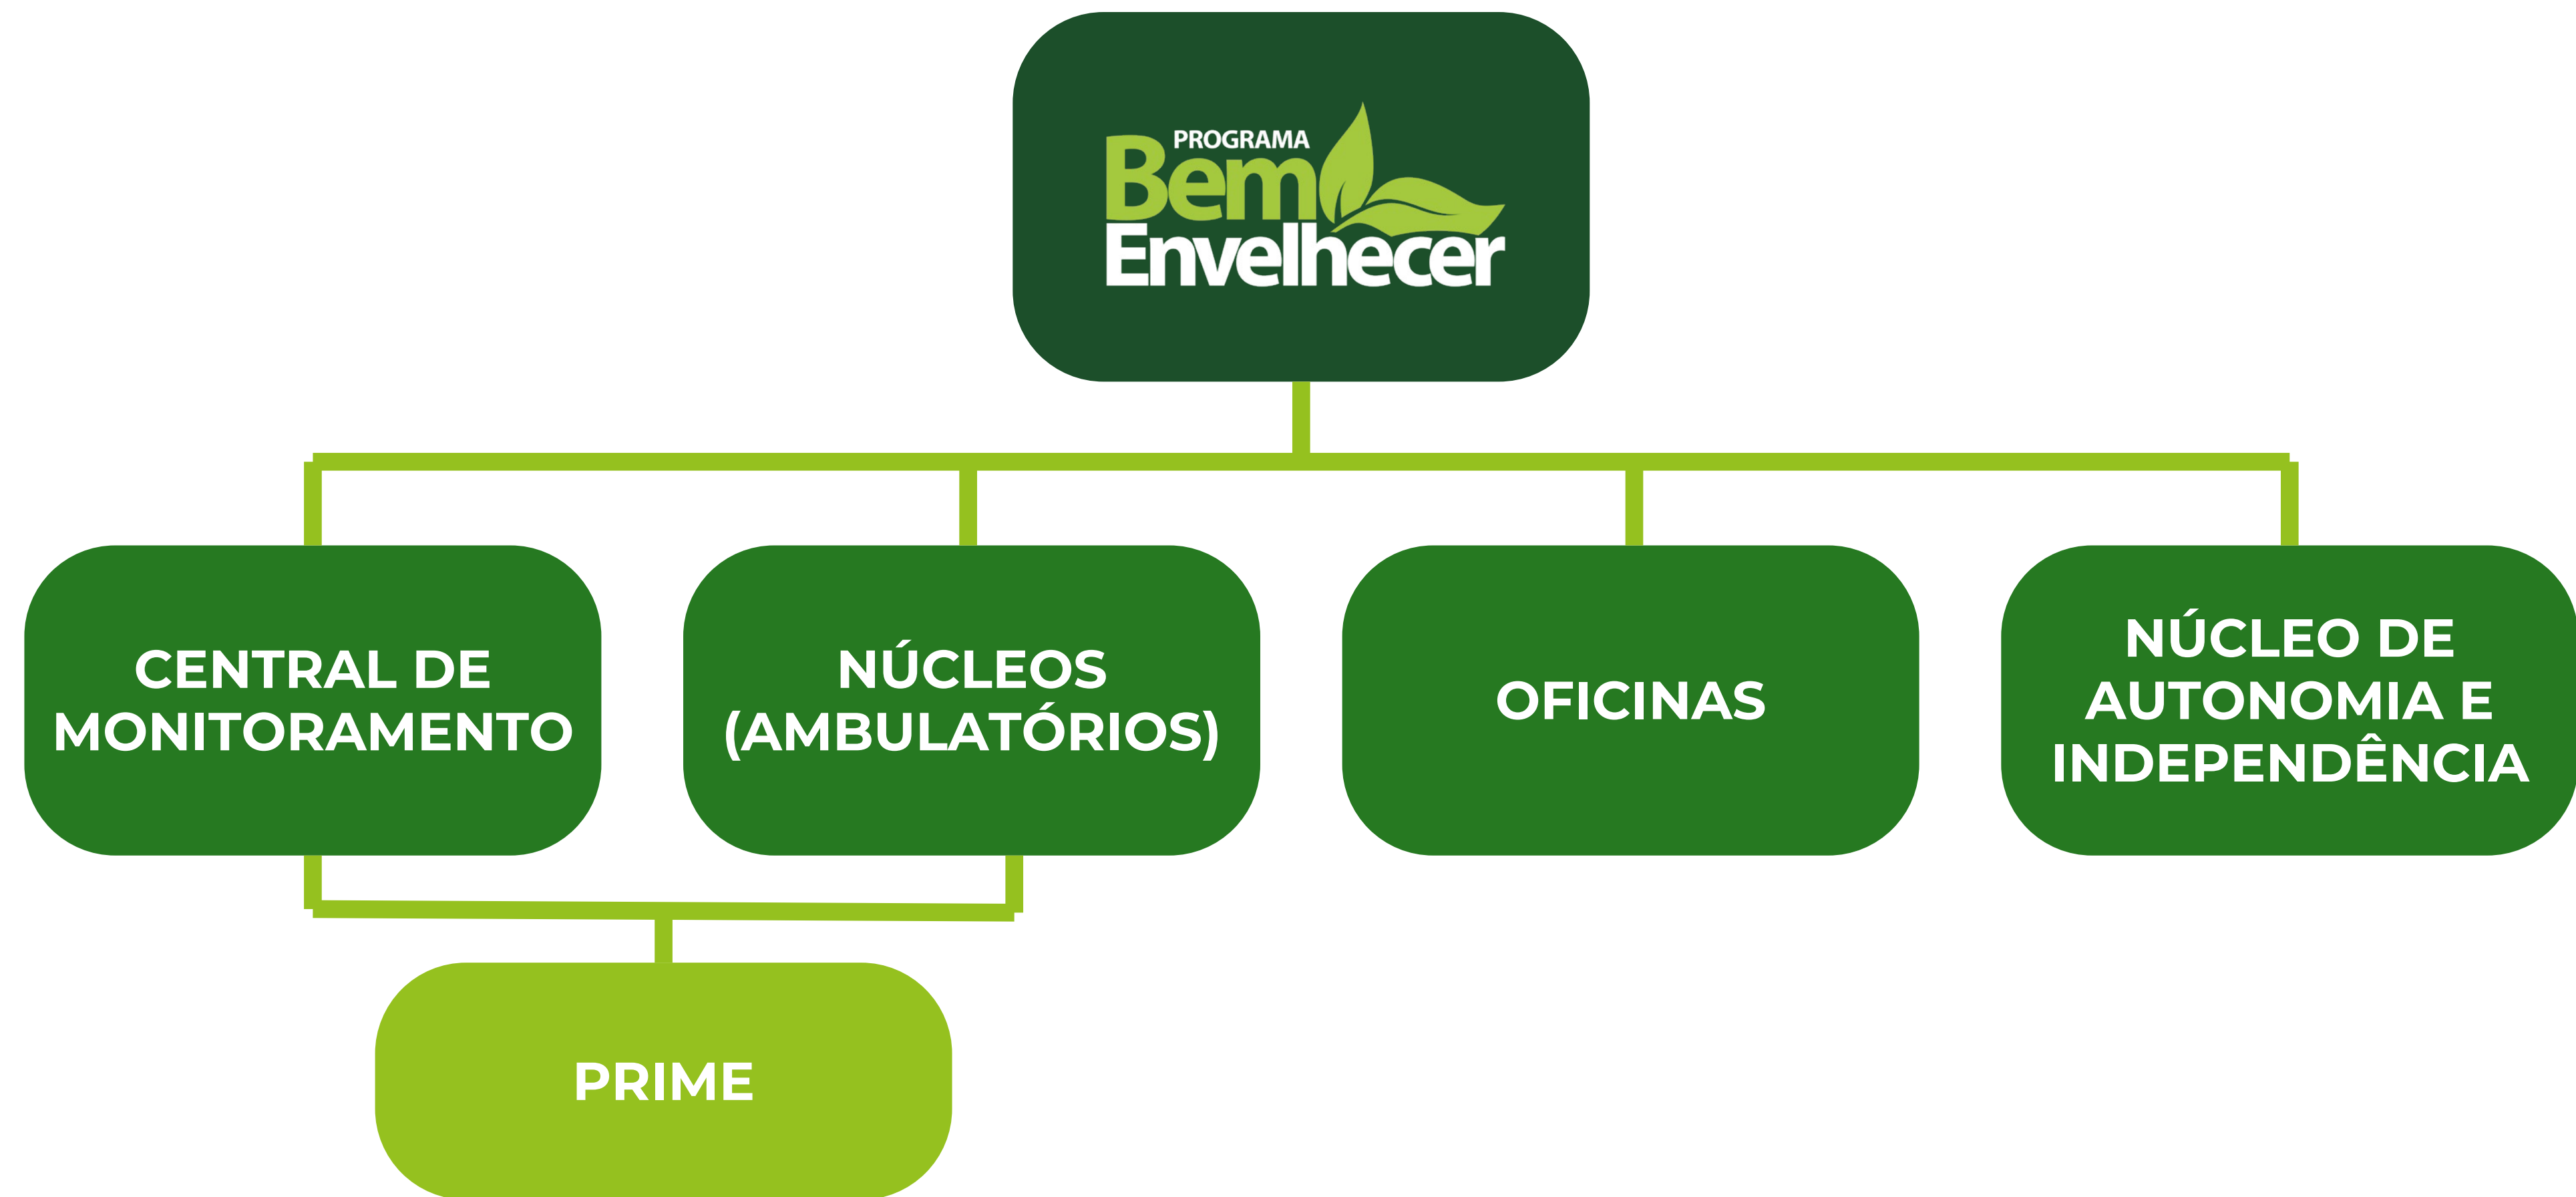 PROGRAMA
Bem
Envelhecer
CENTRAL DE
MONITORAMENTO
NÚCLEOS
(AMBULATÓRIOS)
OFICINAS
NÚCLEO DE
AUTONOMIA E
INDEPENDÊNCIA
PRIME